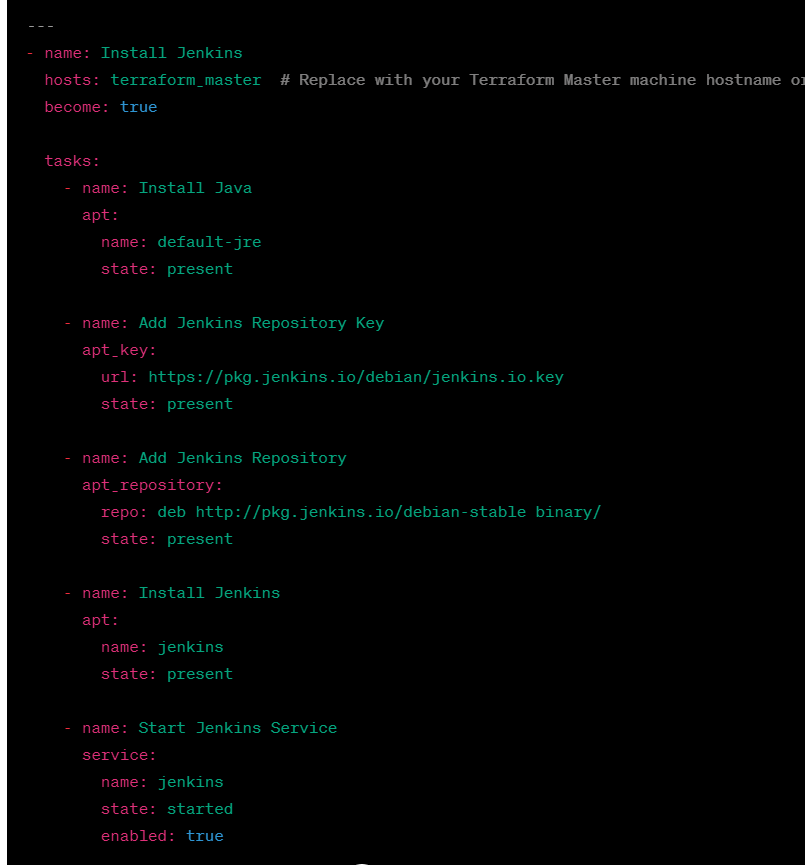 ---
- name: Install Jenkins
  hosts: terraform_master  # Replace with your Terraform Master machine hostname or
  become: true
  tasks:
    - name: Install Java
      apt:
        name: default-jre
        state: present
    - name: Add Jenkins Repository Key
      apt_key:
        url: https://pkg.jenkins.io/debian/jenkins.io.key
        state: present
    - name: Add Jenkins Repository
      apt_repository:
        repo: deb http://pkg.jenkins.io/debian-stable binary/
        state: present
    - name: Install Jenkins
      apt:
        name: jenkins
        state: present
    - name: Start Jenkins Service
      service:
        name: jenkins
        state: started
        enabled: true